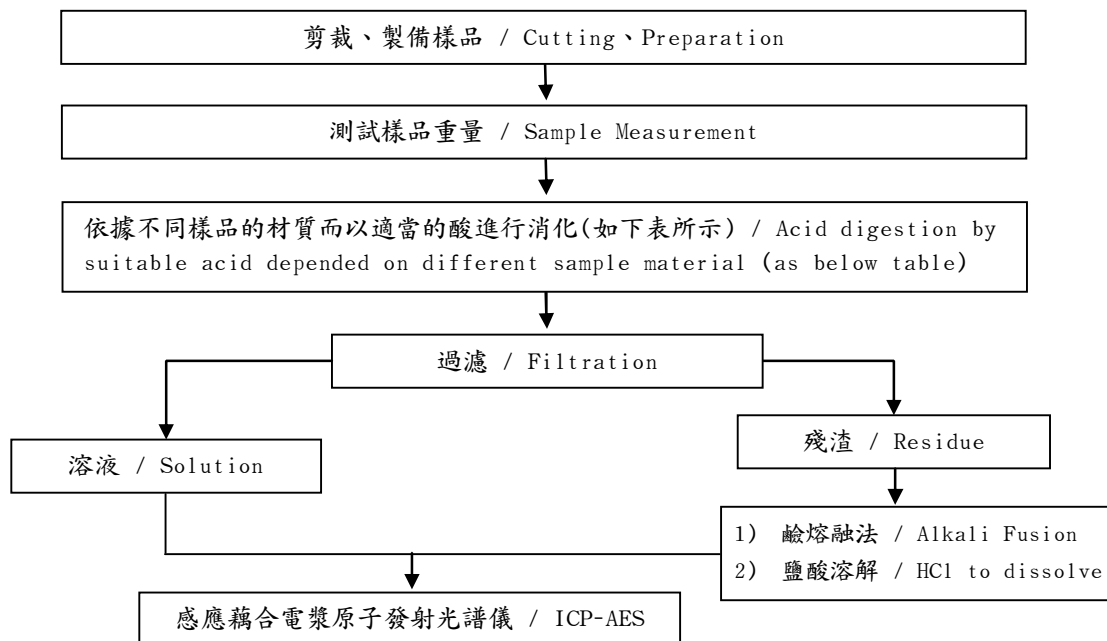 剪裁、製備樣品 / Cutting、Preparation
測試樣品重量 / Sample Measurement
依據不同樣品的材質而以適當的酸進行消化(如下表所示) / Acid digestion by
suitable acid depended on different sample material (as below table)
過濾 / Filtration
溶液 / Solution
殘渣 / Residue
1) 鹼熔融法 / Alkali Fusion
2) 鹽酸溶解 / HCl to dissolve
感應藕合電漿原子發射光譜儀 / ICP-AES